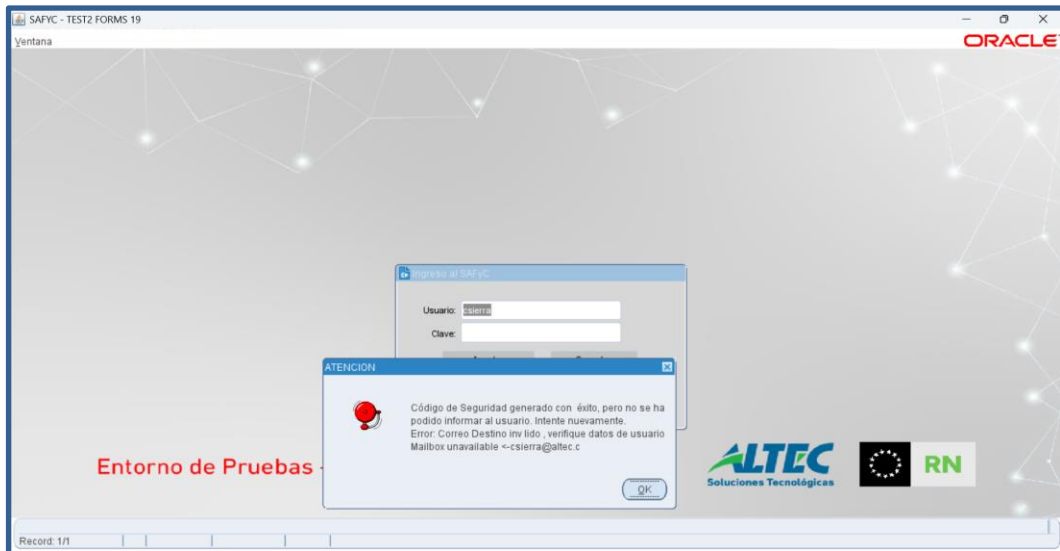 SAFYC - TEST2 FORMS 19
Ventana
ORACLE
Ingreso al SAFyC
Usuario: csierra
Clave:
ATENCION
Código de Seguridad generado con éxito, pero no se ha
podido informar al usuario. Intente nuevamente.
Error: Correo Destino inv lido , verifique datos de usuario
Mailbox unavailable <-csierra@altec.c
OK
Entorno de Pruebas -
ALTEC
Soluciones Tecnológicas
RN
Record: 1/1